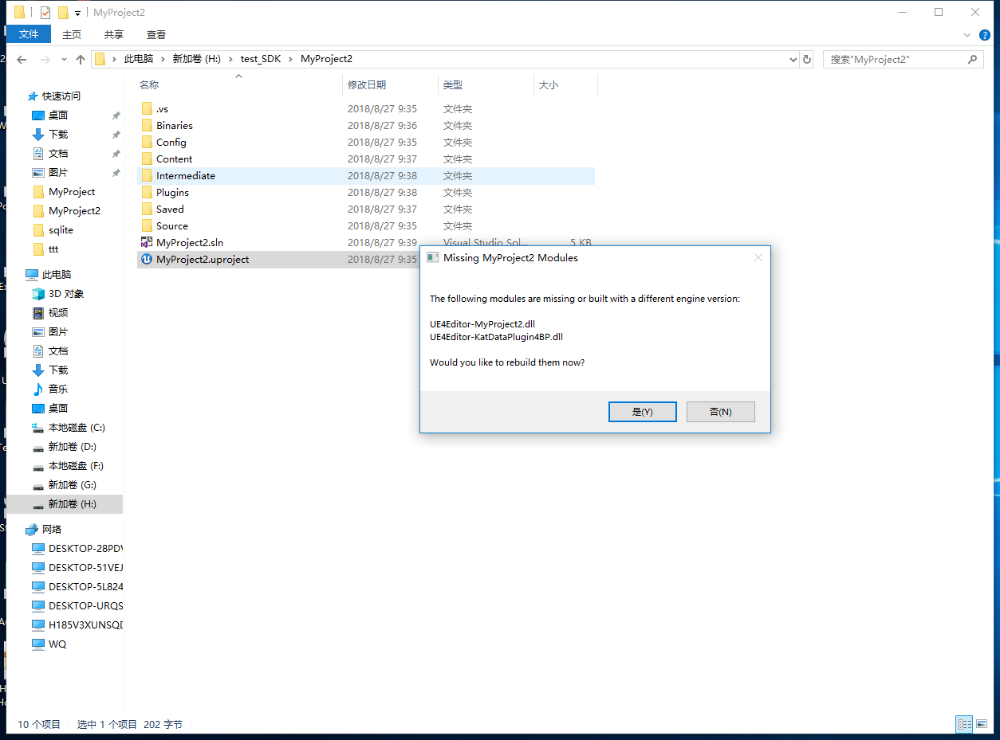 MyProject2
文件 主页 共享 查看
此电脑 新加卷 (H:) test_SDK MyProject2
搜索"MyProject2"
名称 修改日期 类型 大小
.vs 2018/8/27 9:35 文件夹
Binaries 2018/8/27 9:36 文件夹
Config 2018/8/27 9:35 文件夹
Content 2018/8/27 9:37 文件夹
Intermediate 2018/8/27 9:38 文件夹
Plugins 2018/8/27 9:38 文件夹
Saved 2018/8/27 9:37 文件夹
Source 2018/8/27 9:35 文件夹
MyProject2.sln 2018/8/27 9:39 Visual Studio Sol... 5 KB
MyProject2.uproject 2018/8/27 9:35
快速访问
桌面
下载
文档
图片
MyProject
MyProject2
sqlite
ttt
此电脑
3D 对象
视频
图片
文档
下载
音乐
桌面
本地磁盘 (C:)
新加卷 (D:)
本地磁盘 (F:)
新加卷 (G:)
新加卷 (H:)
网络
DESKTOP-28PDV
DESKTOP-51VEJ
DESKTOP-5L824
DESKTOP-URQS
H185V3XUNSQD
WQ
Missing MyProject2 Modules
The following modules are missing or built with a different engine version:
UE4Editor-MyProject2.dll
UE4Editor-KatDataPlugin4BP.dll
Would you like to rebuild them now?
是(Y) 否(N)
10 个项目 选中 1 个项目 202 字节